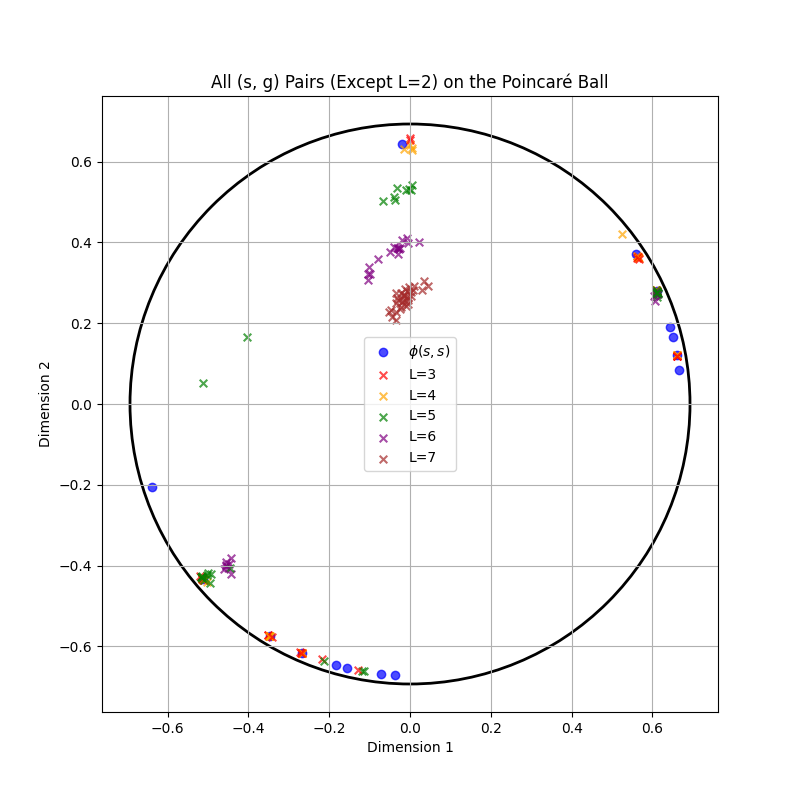 All (s, g) Pairs (Except L=2) on the Poincaré Ball
0.6
0.4
0.2
0.0
−0.2
−0.4
−0.6
Dimension 2
ϕ(s, s)
L=3
L=4
L=5
L=6
L=7
−0.6
−0.4
−0.2
0.0
0.2
0.4
0.6
Dimension 1